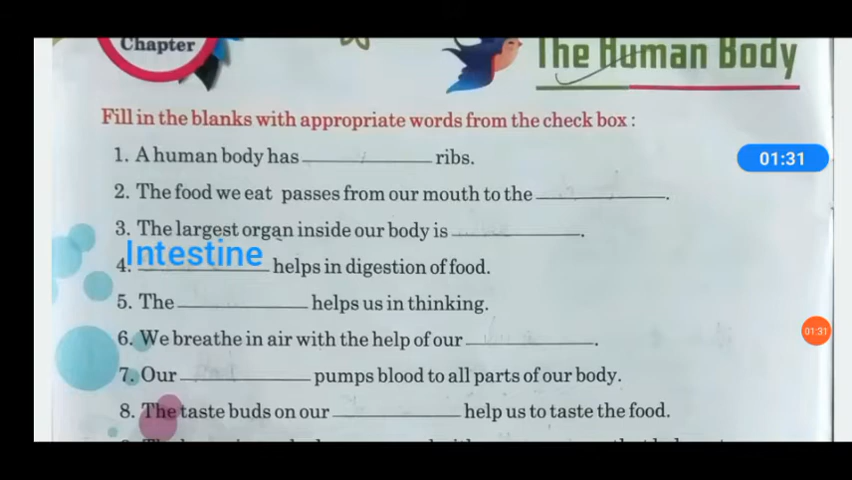 Chapter
The Human Body
Fill in the blanks with appropriate words from the check box :
1. A human body has ____________ ribs.
01:31
2. The food we eat passes from our mouth to the ____________.
3. The largest organ inside our body is ____________.
Intestine
4. ____________ helps in digestion of food.
5. The ____________ helps us in thinking.
01:31
6. We breathe in air with the help of our ____________.
7. Our ____________ pumps blood to all parts of our body.
8. The taste buds on our ____________ help us to taste the food.